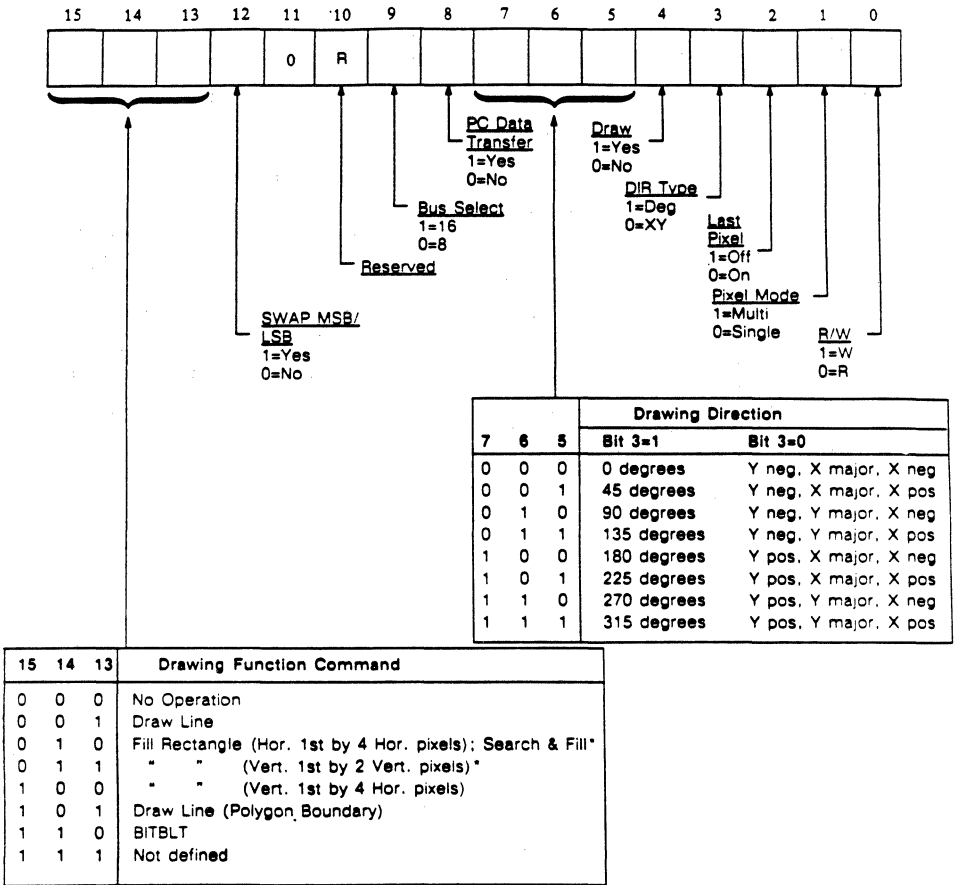 15 14 13 12 11 10 9 8 7 6 5 4 3 2 1 0
0 R
PC Data
Transfer
1=Yes
0=No
Draw
1=Yes
0=No
Bus Select
1=16
0=8
DIR Type
1=Deg
0=XY
Last
Pixel
1=Off
0=On
Reserved
Pixel Mode
1=Multi
0=Single
SWAP MSB/
LSB
1=Yes
0=No
R/W
1=W
0=R
Drawing Direction
7 6 5 Bit 3=1 Bit 3=0
0 0 0 0 degrees Y neg, X major, X neg
0 0 1 45 degrees Y neg, X major, X pos
0 1 0 90 degrees Y neg, Y major, X neg
0 1 1 135 degrees Y neg, Y major, X pos
1 0 0 180 degrees Y pos, X major, X neg
1 0 1 225 degrees Y pos, X major, X pos
1 1 0 270 degrees Y pos, Y major, X neg
1 1 1 315 degrees Y pos, Y major, X pos
15 14 13 Drawing Function Command
0 0 0 No Operation
0 0 1 Draw Line
0 1 0 Fill Rectangle (Hor. 1st by 4 Hor. pixels); Search & Fill*
0 1 1 " " (Vert. 1st by 2 Vert. pixels)*
1 0 0 " " (Vert. 1st by 4 Hor. pixels)
1 0 1 Draw Line (Polygon Boundary)
1 1 0 BITBLT
1 1 1 Not defined